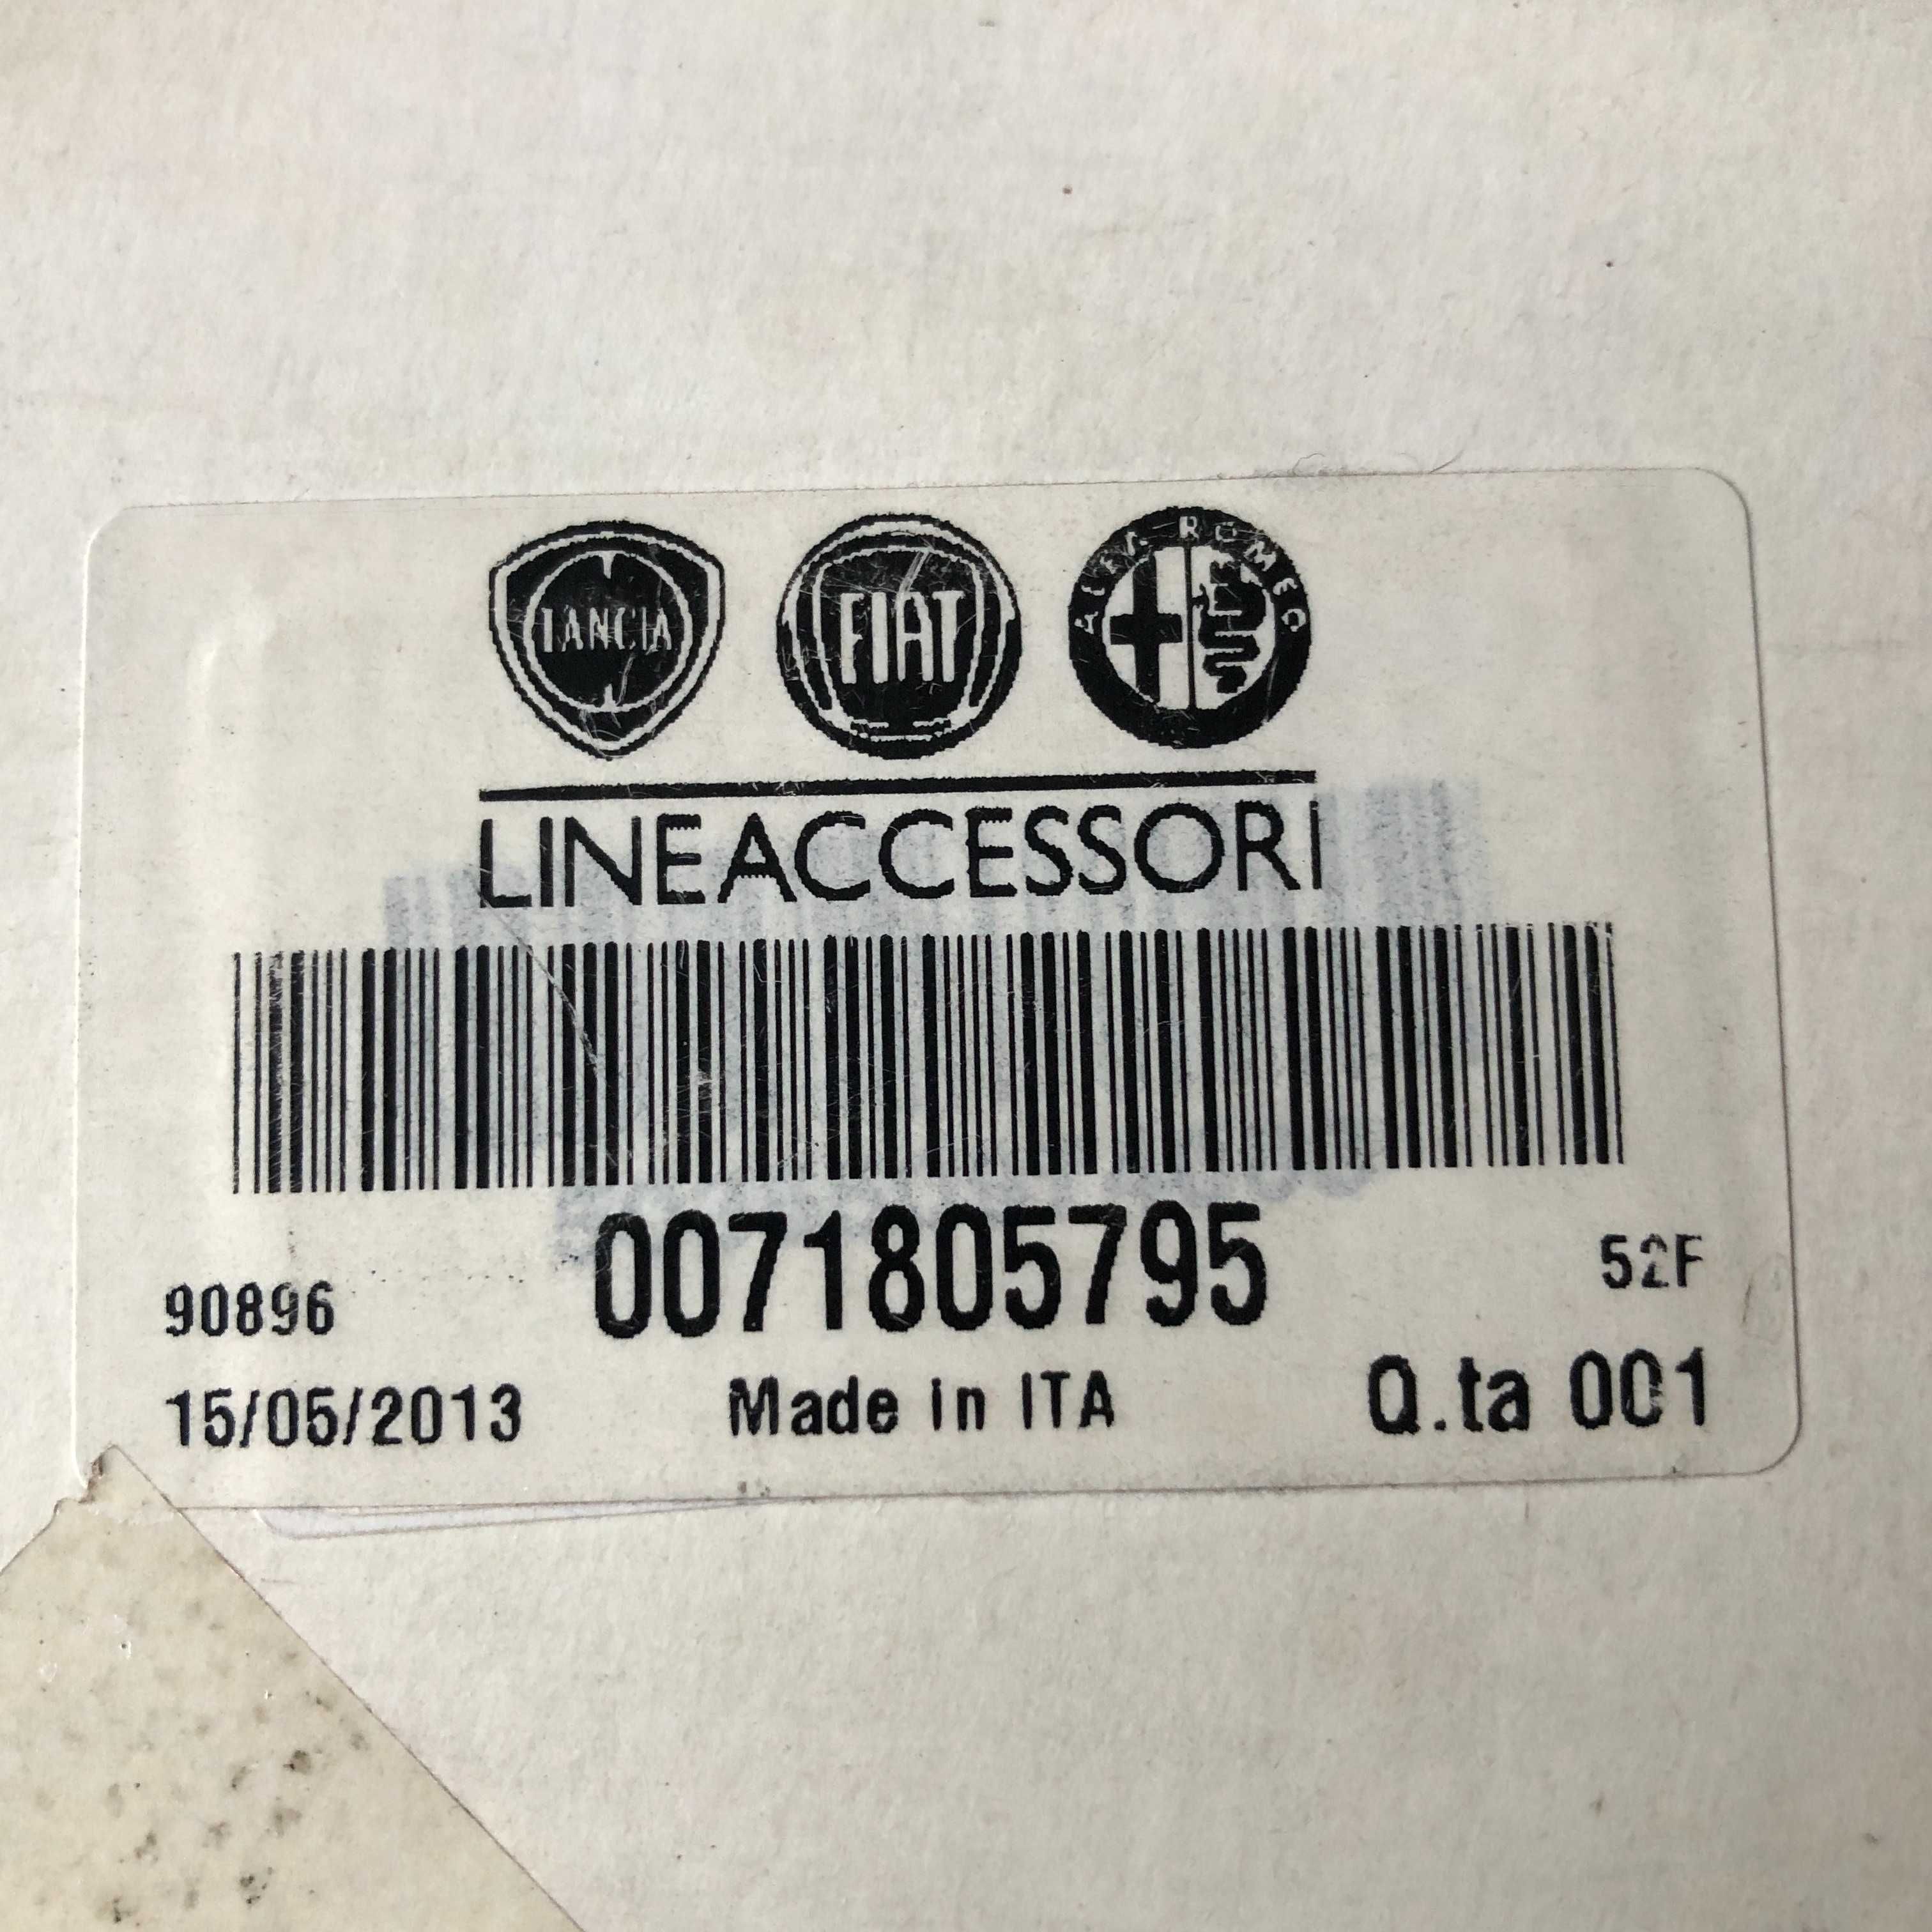 LANCIA FIAT ALFA ROMEO
LINEACCESSORI
0071805795
90896 52F
15/05/2013 Made in ITA Q.ta 001